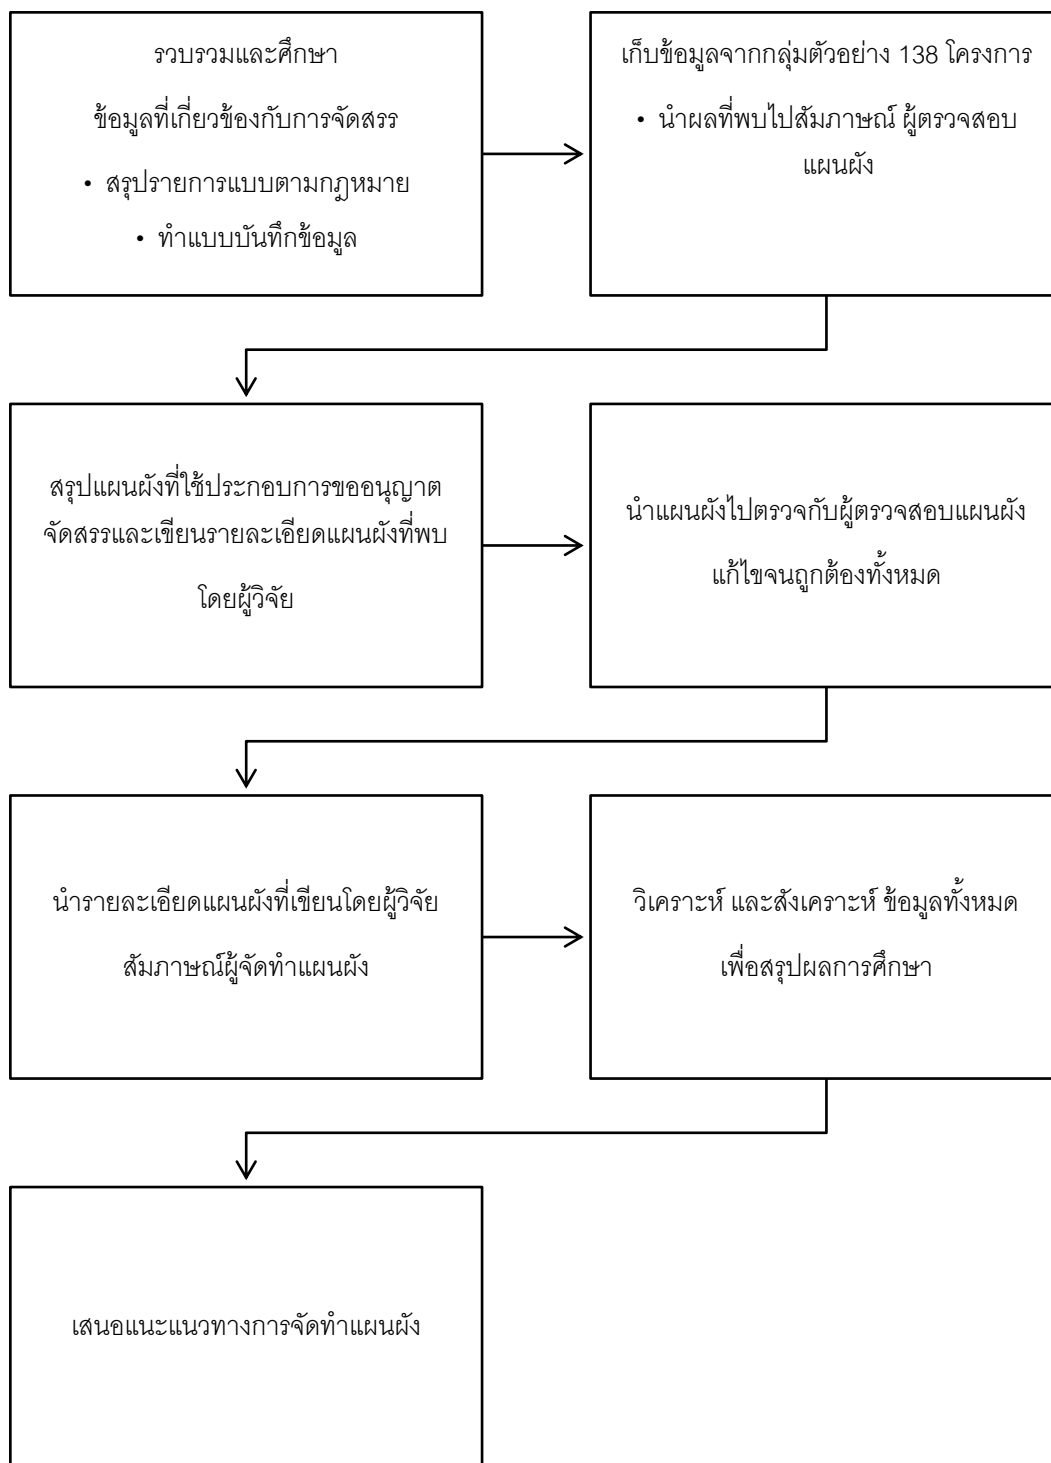 รวบรวมและศึกษา
ข้อมูลที่เกี่ยวข้องกับการจัดสรร
• สรุปรายการแบบตามกฎหมาย
• ทำแบบบันทึกข้อมูล
เก็บข้อมูลจากกลุ่มตัวอย่าง 138 โครงการ
• นำผลที่พบไปสัมภาษณ์ ผู้ตรวจสอบ
แผนผัง
สรุปแผนผังที่ใช้ประกอบการขออนุญาต
จัดสรรและเขียนรายละเอียดแผนผังที่พบ
โดยผู้วิจัย
นำแผนผังไปตรวจกับผู้ตรวจสอบแผนผัง
แก้ไขจนถูกต้องทั้งหมด
นำรายละเอียดแผนผังที่เขียนโดยผู้วิจัย
สัมภาษณ์ผู้จัดทำแผนผัง
วิเคราะห์ และสังเคราะห์ ข้อมูลทั้งหมด
เพื่อสรุปผลการศึกษา
เสนอแนะแนวทางการจัดทำแผนผัง